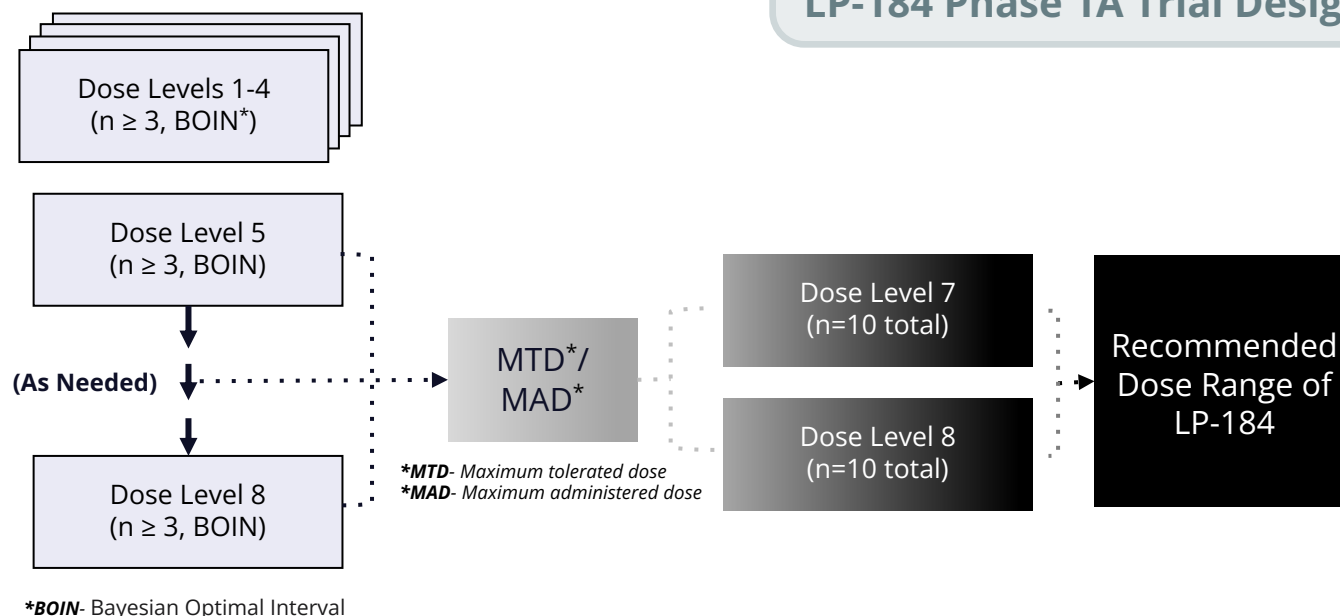 LP-184 Phase 1A Trial Desig
Dose Levels 1-4
(n ≥ 3, BOIN*)
Dose Level 5
(n ≥ 3, BOIN)
(As Needed)
Dose Level 8
(n ≥ 3, BOIN)
*BOIN- Bayesian Optimal Interval
MTD*/
MAD*
*MTD- Maximum tolerated dose
*MAD- Maximum administered dose
Dose Level 7
(n=10 total)
Dose Level 8
(n=10 total)
Recommended
Dose Range of
LP-184